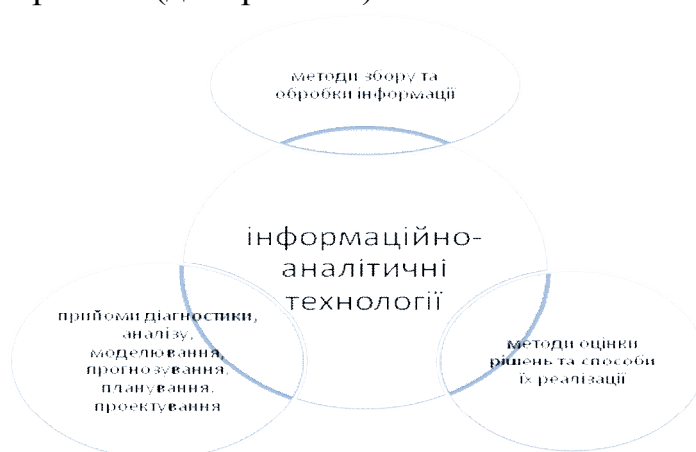 методи збору та
обробки інформації
інформаційно-
аналітичні
технології
прийоми діагностики,
аналізу,
моделювання,
прогнозування,
планування,
проектування
методи оцінки
рішень та способи
їх реалізації